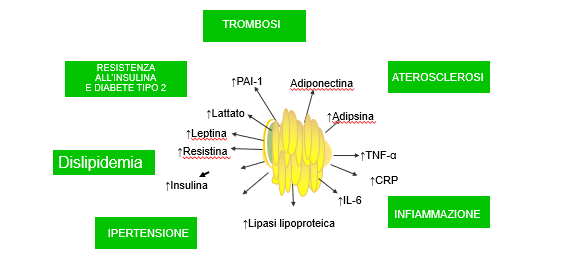 TROMBOSI
RESISTENZA
ALL'INSULINA
E DIABETE TIPO 2
↑PAI-1
Adiponectina
ATEROSCLEROSI
↑Lattato
↑Adipsina
↑Leptina
↑Resistina
↑TNF-α
Dislipidemia
↑Insulina
↑CRP
↑IL-6
↑Lipasi lipoproteica
INFIAMMAZIONE
IPERTENSIONE